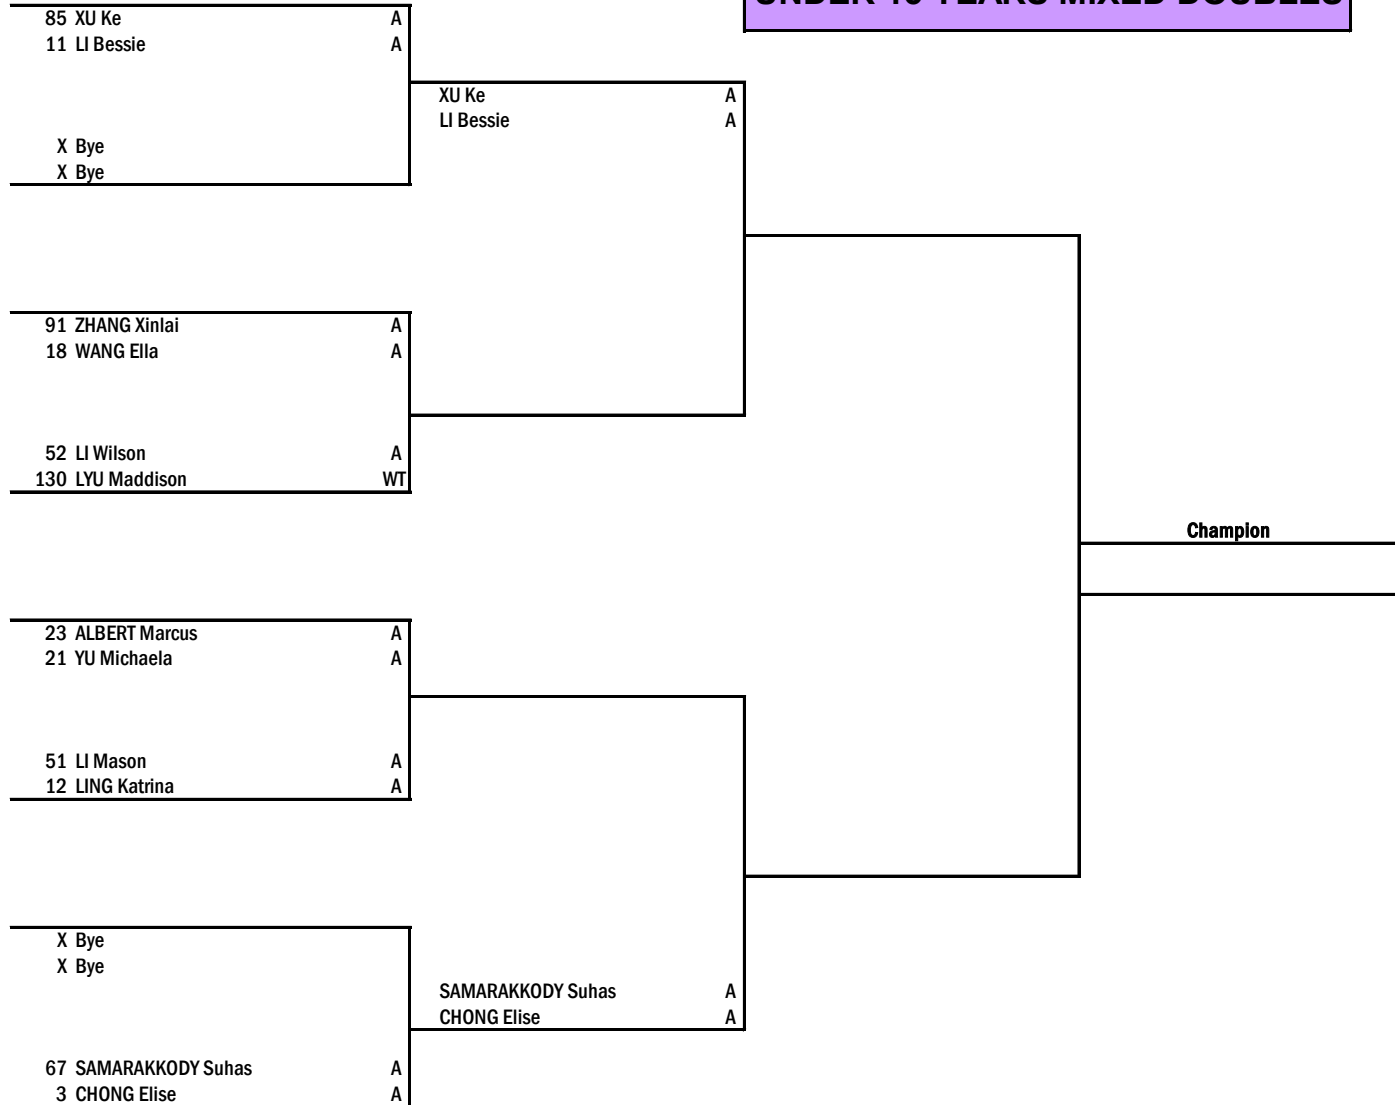 85 XU Ke A
11 LI Bessie A
XU Ke A
LI Bessie A
X Bye
X Bye
91 ZHANG Xinlai A
18 WANG Ella A
52 LI Wilson A
130 LYU Maddison WT
Champion
23 ALBERT Marcus A
21 YU Michaela A
51 LI Mason A
12 LING Katrina A
X Bye
X Bye
SAMARAKKODY Suhas A
CHONG Elise A
67 SAMARAKKODY Suhas A
3 CHONG Elise A